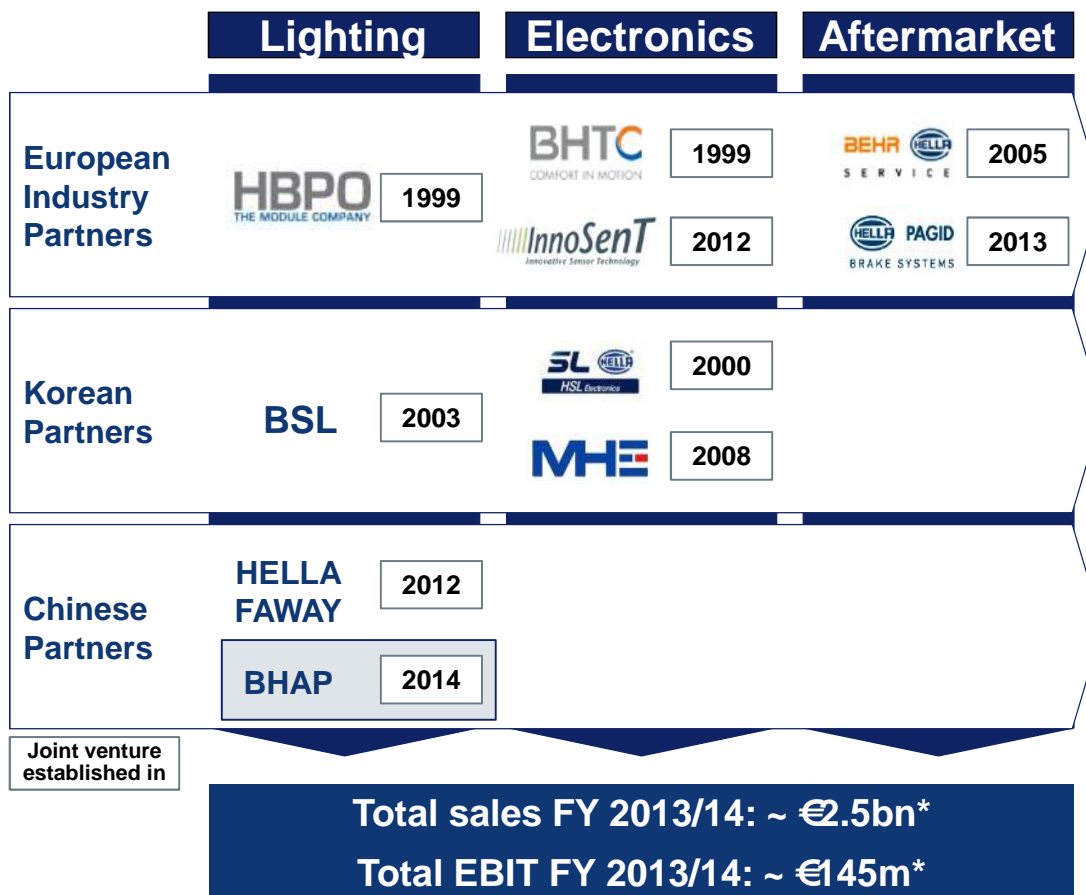 Lighting
Electronics
Aftermarket
European
Industry
Partners
HBPO
THE MODULE COMPANY
1999
BHTC
COMFORT IN MOTION
1999
InnoSenT
Innovative Sensor Technology
2012
BEHR HELLA
SERVICE
2005
HELLA PAGID
BRAKE SYSTEMS
2013
Korean
Partners
BSL
2003
SL HELLA
HSL Electronics
2000
MHE
2008
Chinese
Partners
HELLA
FAWAY
2012
BHAP
2014
Joint venture
established in
Total sales FY 2013/14: ~ €2.5bn*
Total EBIT FY 2013/14: ~ €145m*